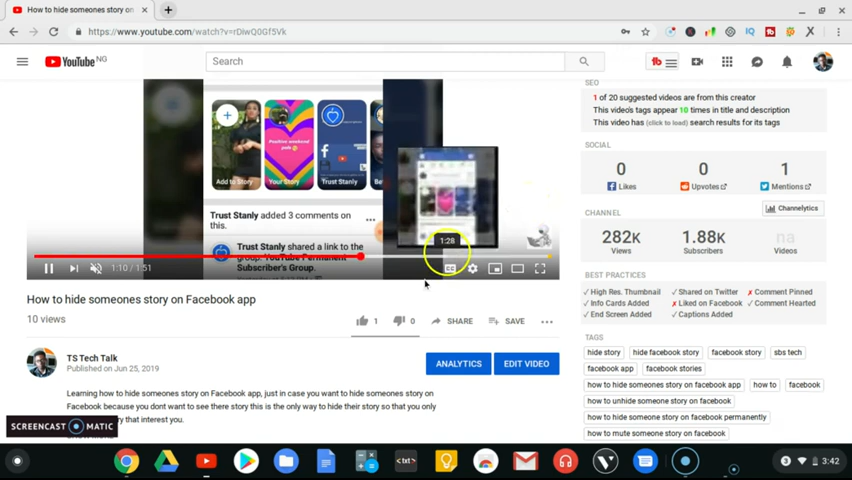 How to hide someones story on
https://www.youtube.com/watch?v=rDIwQ0Gf5Vk
YouTube NG
Search
Add to Story
Your Story
Trust Stanly
Trust Stanly added 3 comments on
this.
Trust Stanly shared a link to the
group: YouTube Permanent
Subscriber's Group.
1:28
1:10 / 1:51
How to hide someones story on Facebook app
10 views
1
0
SHARE
SAVE
TS Tech Talk
Published on Jun 25, 2019
ANALYTICS
EDIT VIDEO
Learning how to hide someones story on Facebook app, just in case you want to hide someones story on
Facebook because you dont want to see there story this is the only way to hide their story so that you only
story that interest you.
SCREENCAST MATIC
SEO
1 of 20 suggested videos are from this creator
This video's tags appear 10 times in title and description
This video has (click to load) search results for its tags
SOCIAL
0 0 1
Likes Upvotes Mentions
CHANNEL
Channelytics
282K 1.88K na
Views Subscribers Videos
BEST PRACTICES
✓ High Res. Thumbnail ✓ Shared on Twitter ✗ Comment Pinned
✓ Info Cards Added ✗ Liked on Facebook ✓ Comment Hearted
✓ End Screen Added ✓ Captions Added
TAGS
hide story hide facebook story facebook story sbs tech
facebook app facebook stories
how to hide someones story on facebook app how to facebook
how to unhide someone story on facebook
how to hide someone story on facebook permanently
how to mute someone story on facebook
3 3:42